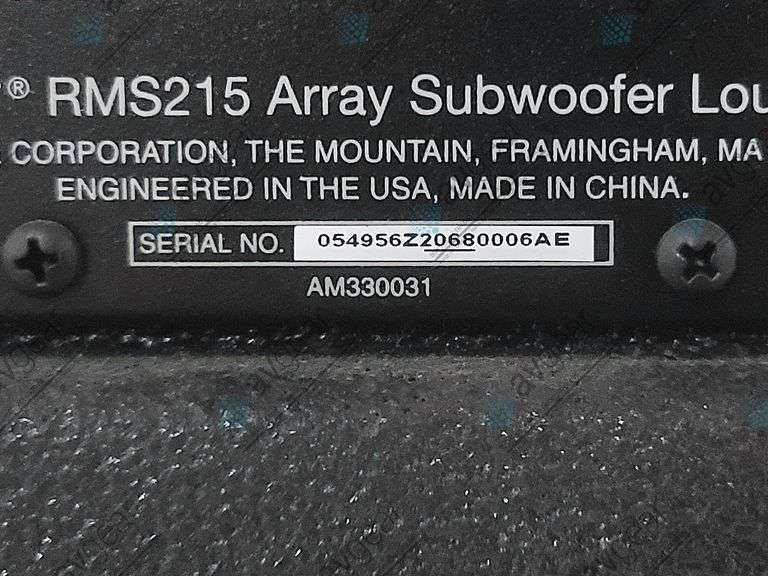 ® RMS215 Array Subwoofer Lou
CORPORATION, THE MOUNTAIN, FRAMINGHAM, MA
ENGINEERED IN THE USA, MADE IN CHINA.
SERIAL NO. 054956Z20680006AE
AM330031